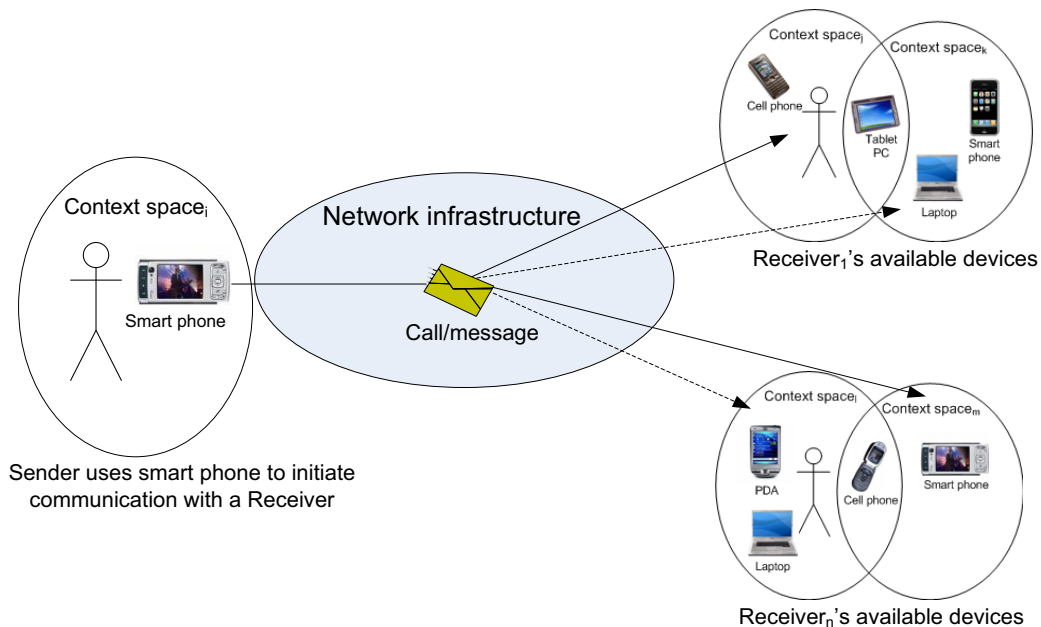 Context spaceᵢ
Smart phone
Sender uses smart phone to initiate
communication with a Receiver
Network infrastructure
Call/message
Context spaceⱼ
Cell phone
Context spaceₖ
Tablet
PC
Smart
phone
Laptop
Receiver₁'s available devices
Context spaceₗ
PDA
Laptop
Cell phone
Context spaceₘ
Smart phone
Receiverₙ's available devices